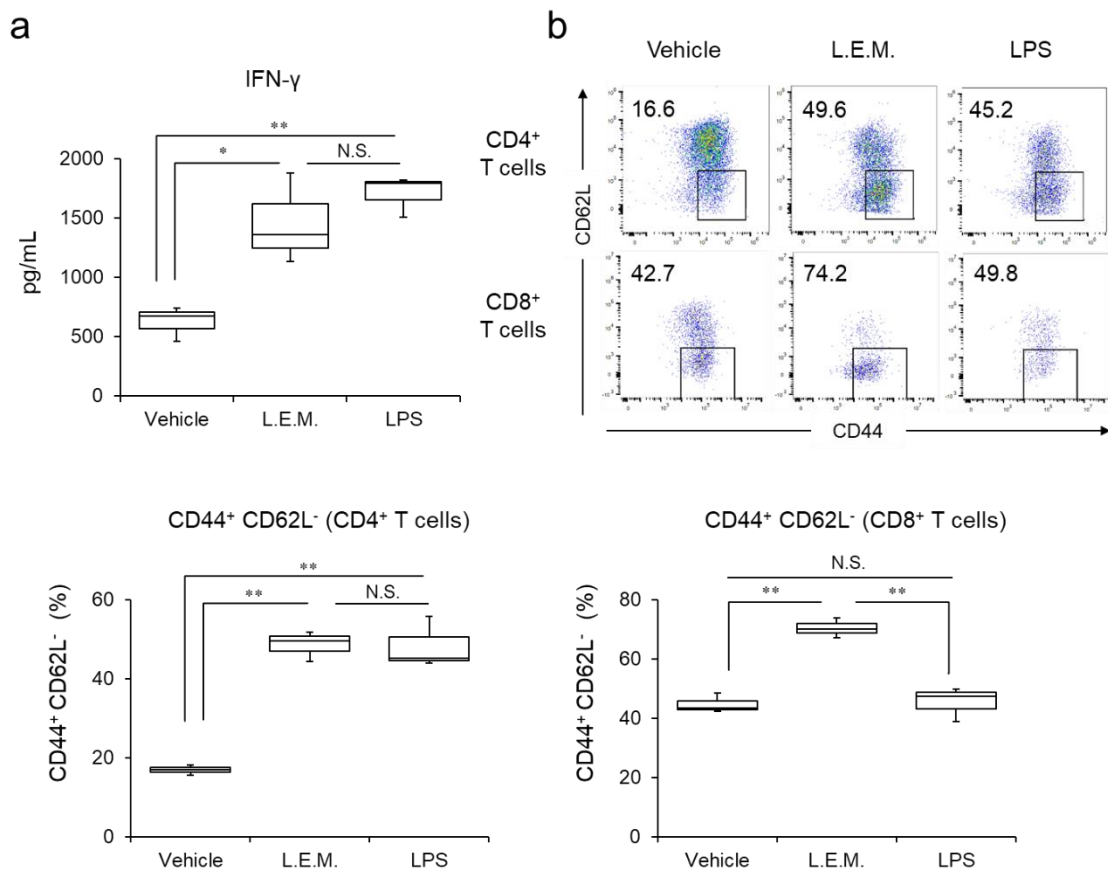 a
IFN-γ
**
*
N.S.
2000
1500
1000
500
0
pg/mL
Vehicle L.E.M. LPS
b
Vehicle L.E.M. LPS
CD4⁺
T cells
16.6 49.6 45.2
CD62L
CD8⁺
T cells
42.7 74.2 49.8
CD44
CD44⁺ CD62L⁻ (CD4⁺ T cells)
**
**
N.S.
60
40
20
0
CD44⁺ CD62L⁻ (%)
Vehicle L.E.M. LPS
CD44⁺ CD62L⁻ (CD8⁺ T cells)
N.S.
** **
80
60
40
20
0
CD44⁺ CD62L⁻ (%)
Vehicle L.E.M. LPS